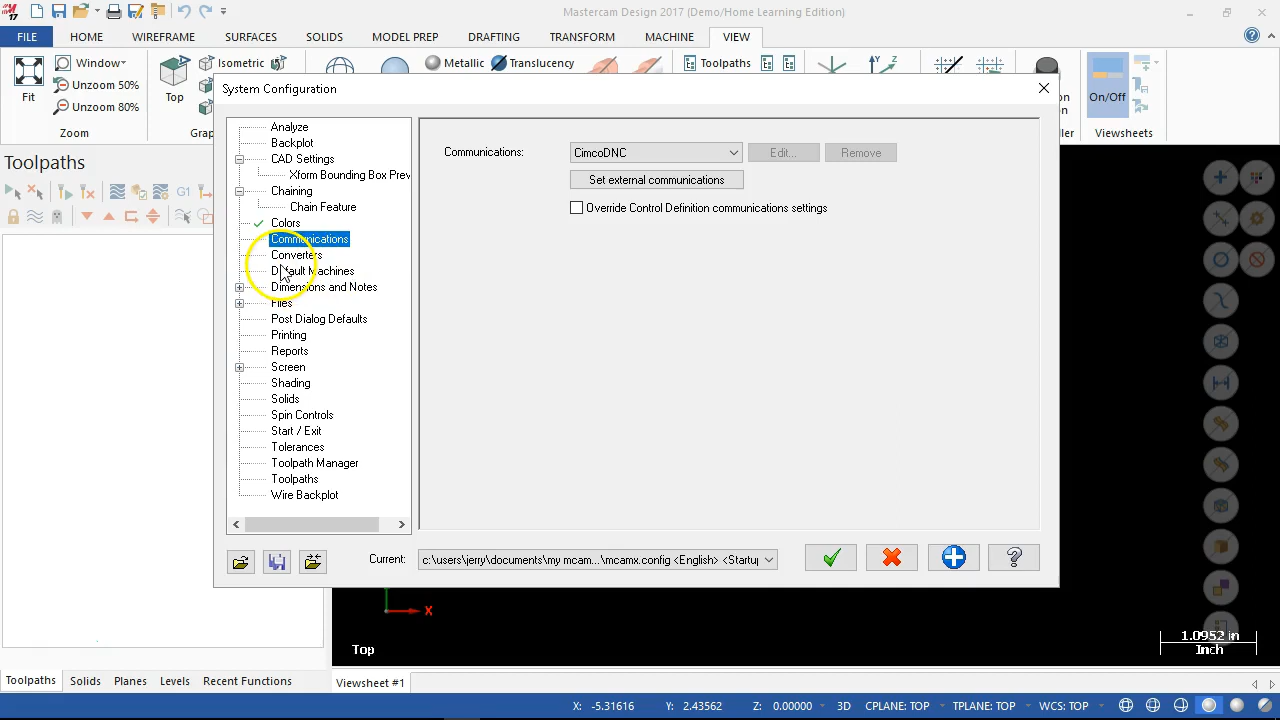 Mastercam Design 2017 (Demo/Home Learning Edition)
FILE
HOME
WIREFRAME
SURFACES
SOLIDS
MODEL PREP
DRAFTING
TRANSFORM
MACHINE
VIEW
Fit
Window
Unzoom 50%
Unzoom 80%
Zoom
Top
Isometric
Metallic
Translucency
Toolpaths
On/Off
Viewsheets
System Configuration
Toolpaths
G1
Analyze
Backplot
CAD Settings
Xform Bounding Box Prev
Chaining
Chain Feature
Colors
Communications
Converters
Default Machines
Dimensions and Notes
Files
Post Dialog Defaults
Printing
Reports
Screen
Shading
Solids
Spin Controls
Start / Exit
Tolerances
Toolpath Manager
Toolpaths
Wire Backplot
Communications:
CimcoDNC
Edit...
Remove
Set external communications
Override Control Definition communications settings
Current:
c:\users\jerry\documents\my mcam...\mcamx.config <English> <Startup
X
Top
1.0952 in
Inch
Toolpaths
Solids
Planes
Levels
Recent Functions
Viewsheet #1
X: -5.31616
Y: 2.43562
Z: 0.00000
3D
CPLANE: TOP
TPLANE: TOP
WCS: TOP